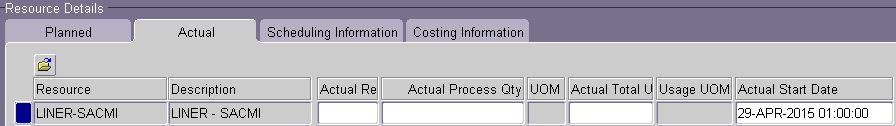 Resource Details
Planned Actual Scheduling Information Costing Information
Resource Description Actual Re Actual Process Qty UOM Actual Total U Usage UOM Actual Start Date
LINER-SACMI LINER - SACMI 29-APR-2015 01:00:00